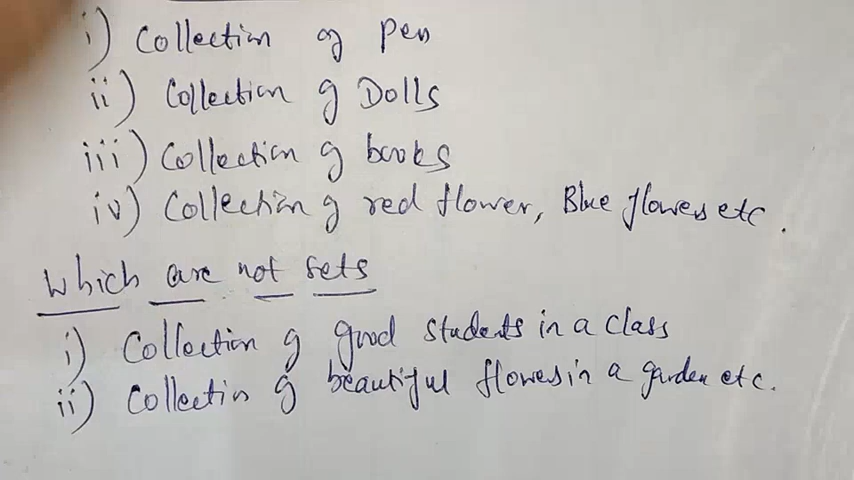 i) Collection of Pen
ii) Collection of Dolls
iii) Collection of books
iv) Collection of red flower, Blue flowers etc.
which are not sets
i) Collection of good students in a class
ii) Collection of beautiful flowers in a garden etc.